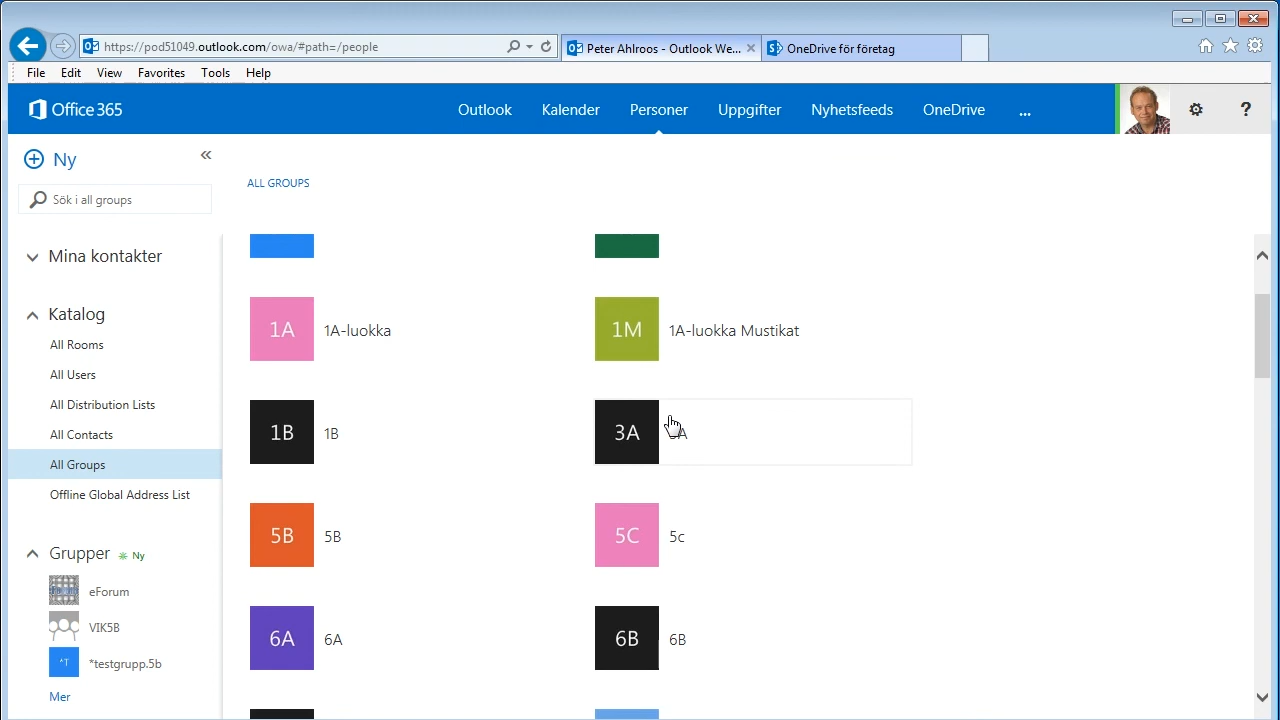 https://pod51049.outlook.com/owa/#path=/people
Peter Ahlroos - Outlook We...
OneDrive för företag
File Edit View Favorites Tools Help
Office 365
Outlook Kalender Personer Uppgifter Nyhetsfeeds OneDrive ...
?
Ny
«
Sök i all groups
ALL GROUPS
Mina kontakter
Katalog
All Rooms
All Users
All Distribution Lists
All Contacts
All Groups
Offline Global Address List
Grupper Ny
eForum
VIK5B
*T *testgrupp.5b
Mer
1A 1A-luokka
1M 1A-luokka Mustikat
1B 1B
3A 3A
5B 5B
5C 5c
6A 6A
6B 6B